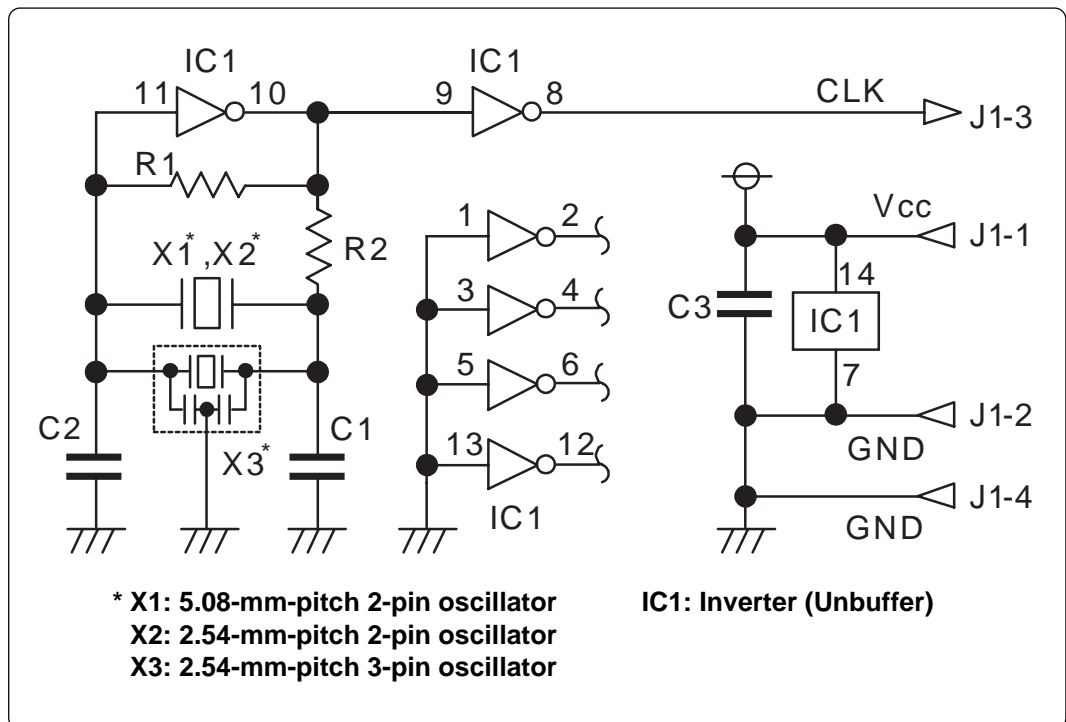 IC1
IC1
11
10
9
8
CLK
J1-3
R1
1
2
Vcc
J1-1
X1*,X2*
R2
3
4
14
C3
IC1
5
6
7
J1-2
C2
C1
GND
X3*
13
12
J1-4
IC1
GND
* X1: 5.08-mm-pitch 2-pin oscillator
IC1: Inverter (Unbuffer)
X2: 2.54-mm-pitch 2-pin oscillator
X3: 2.54-mm-pitch 3-pin oscillator